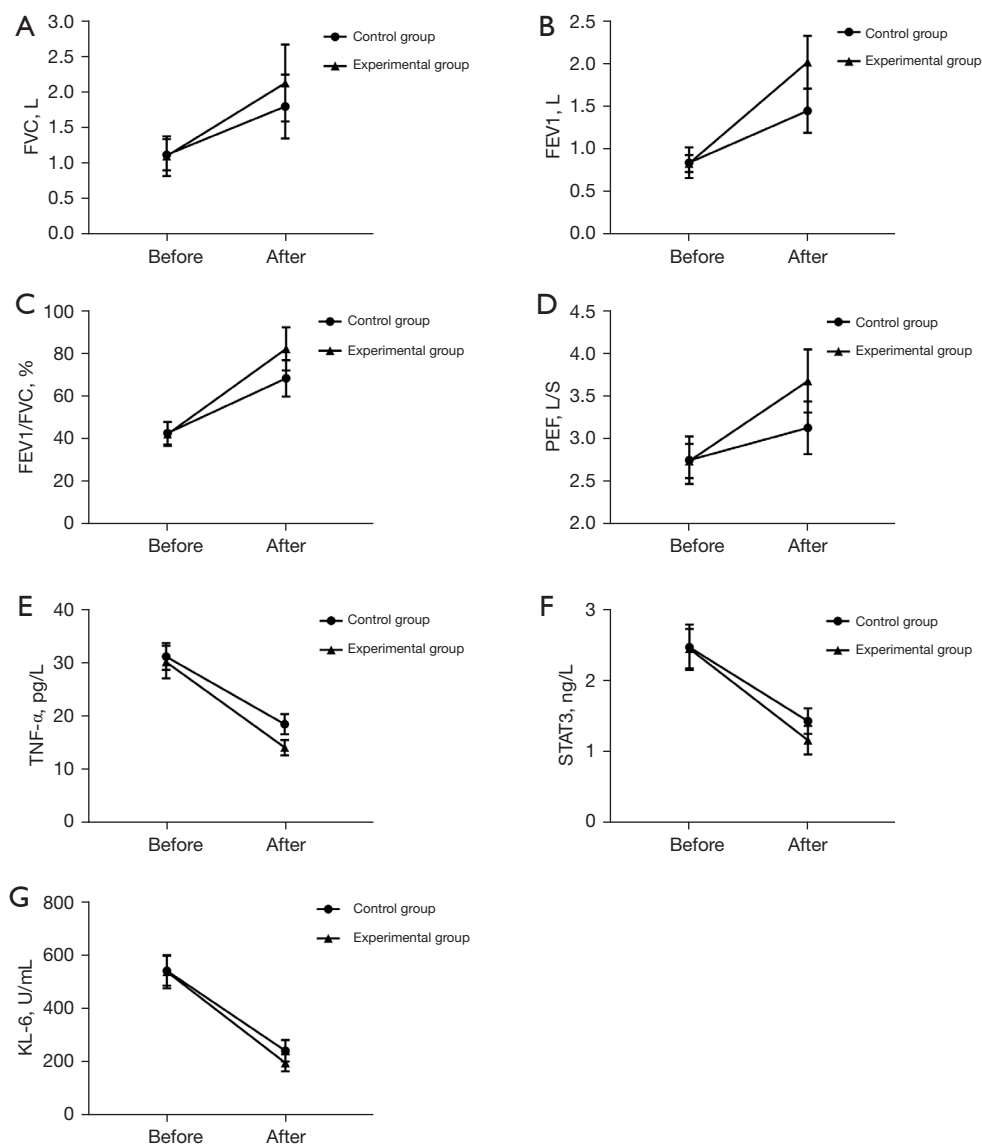 A
FVC, L
3.0
2.5
2.0
1.5
1.0
0.5
0.0
Before
After
Control group
Experimental group
B
FEV1, L
2.5
2.0
1.5
1.0
0.5
0.0
Before
After
Control group
Experimental group
C
FEV1/FVC, %
100
80
60
40
20
0
Before
After
Control group
Experimental group
D
PEF, L/S
4.5
4.0
3.5
3.0
2.5
2.0
Before
After
Control group
Experimental group
E
TNF-α, pg/L
40
30
20
10
0
Before
After
Control group
Experimental group
F
STAT3, ng/L
3
2
1
0
Before
After
Control group
Experimental group
G
KL-6, U/mL
800
600
400
200
0
Before
After
Control group
Experimental group